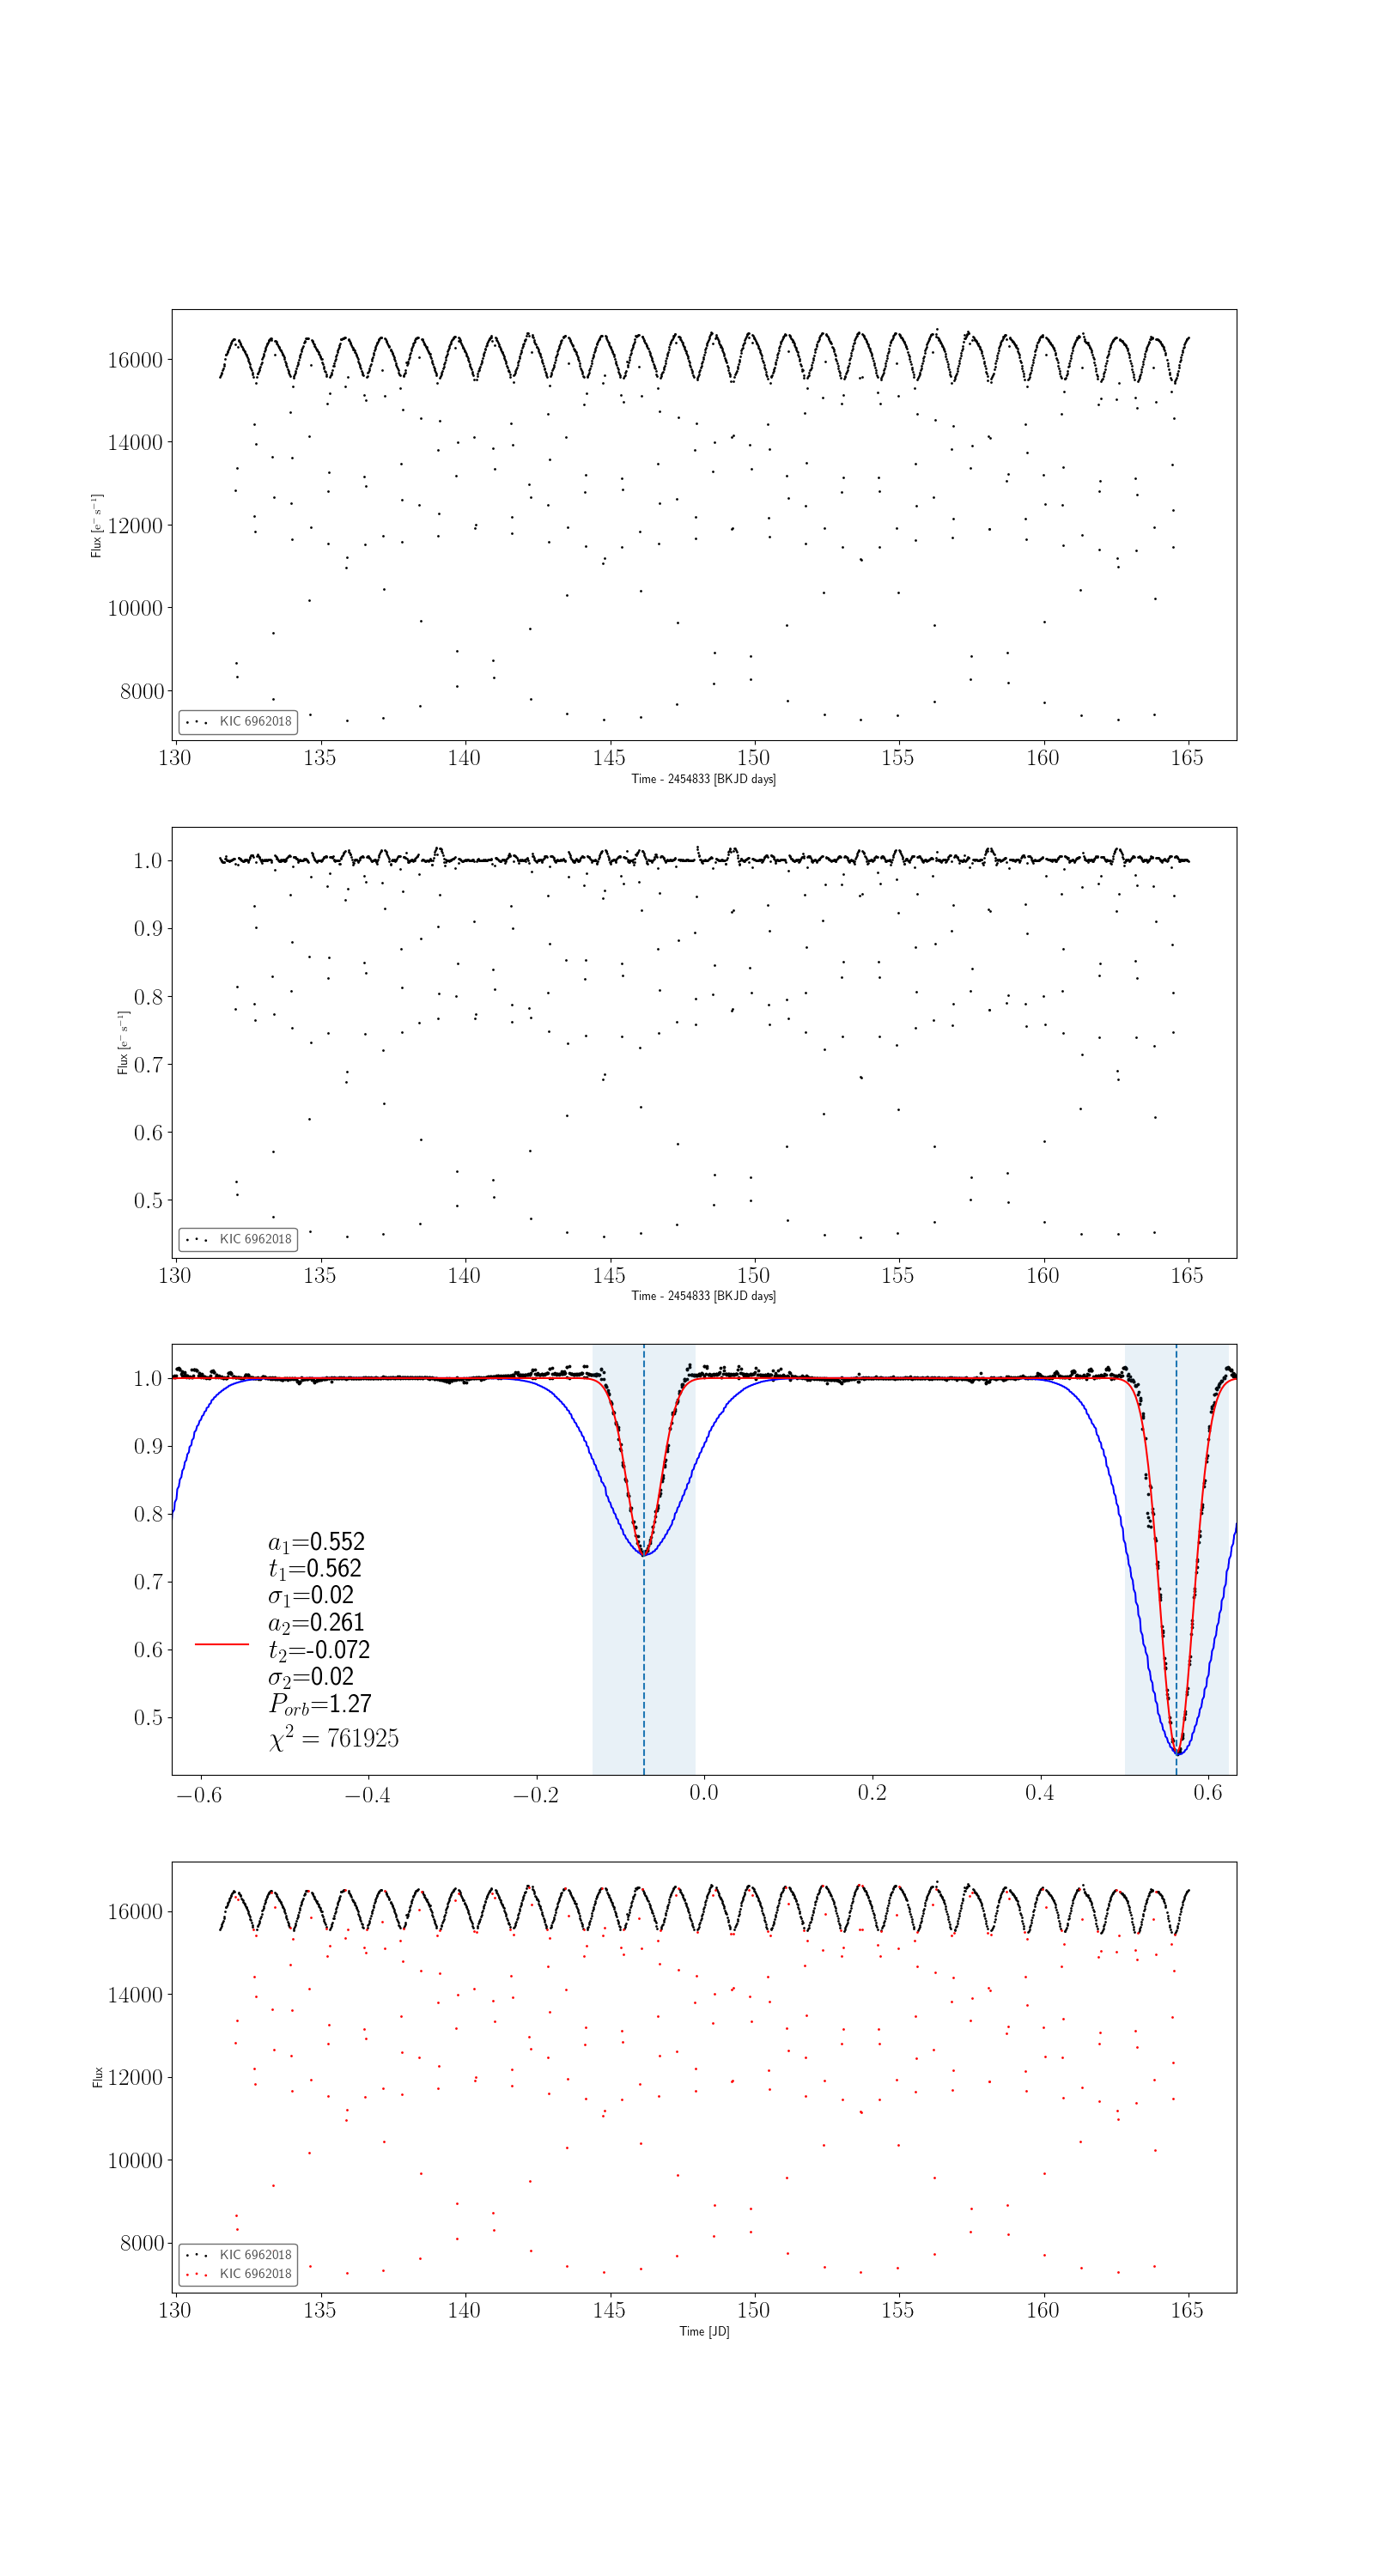 16000
14000
12000
10000
8000
Flux [e⁻ s⁻¹]
KIC 6962018
130 135 140 145 150 155 160 165
Time - 2454833 [BKJD days]
1.0
0.9
0.8
0.7
0.6
0.5
Flux [e⁻ s⁻¹]
KIC 6962018
130 135 140 145 150 155 160 165
Time - 2454833 [BKJD days]
1.0
0.9
0.8
0.7
0.6
0.5
a₁=0.552
t₁=0.562
σ₁=0.02
a₂=0.261
t₂=-0.072
σ₂=0.02
P_orb=1.27
χ² = 761925
−0.6 −0.4 −0.2 0.0 0.2 0.4 0.6
16000
14000
12000
10000
8000
Flux
KIC 6962018
KIC 6962018
130 135 140 145 150 155 160 165
Time [JD]